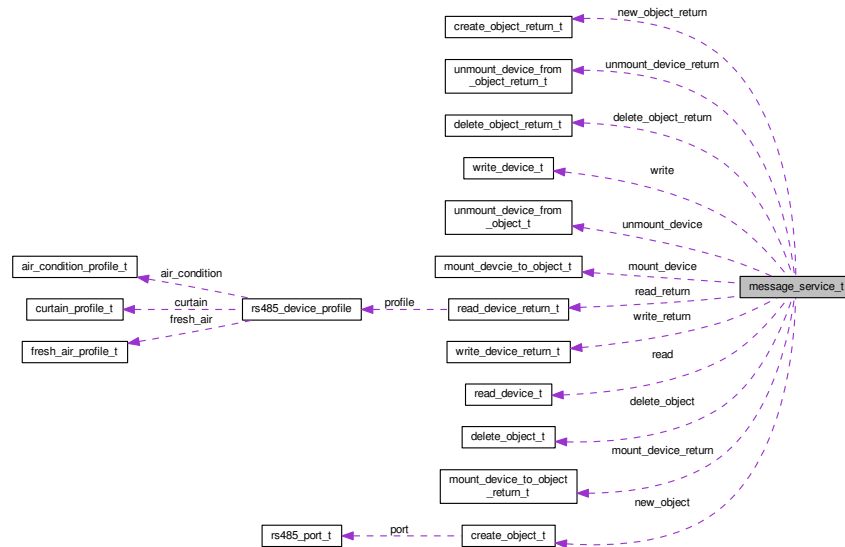 new_object_return
create_object_return_t
unmount_device_return
unmount_device_from
_object_return_t
delete_object_return
delete_object_return_t
write
write_device_t
unmount_device_from
_object_t
unmount_device
mount_devcie_to_object_t
mount_device
message_service_t
air_condition_profile_t
air_condition
curtain_profile_t
curtain
rs485_device_profile
profile
read_device_return_t
read_return
fresh_air
fresh_air_profile_t
write_return
write_device_return_t
read
read_device_t
delete_object
delete_object_t
mount_device_return
mount_device_to_object
_return_t
new_object
rs485_port_t
port
create_object_t